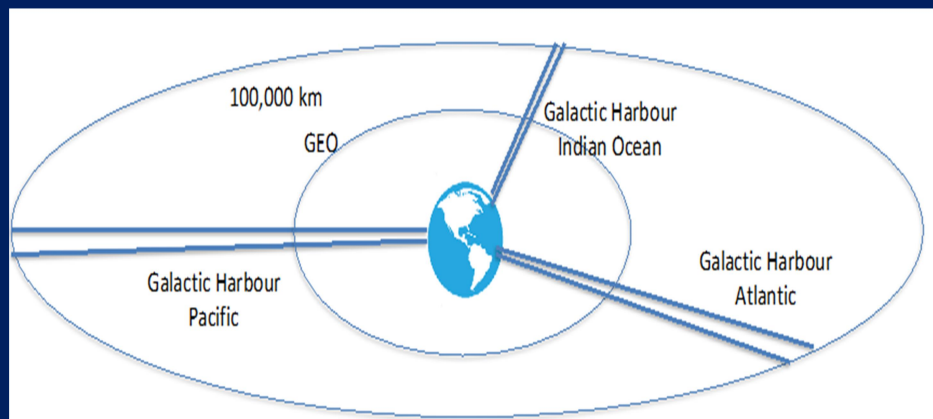 100,000 km
GEO
Galactic Harbour
Indian Ocean
Galactic Harbour
Pacific
Galactic Harbour
Atlantic